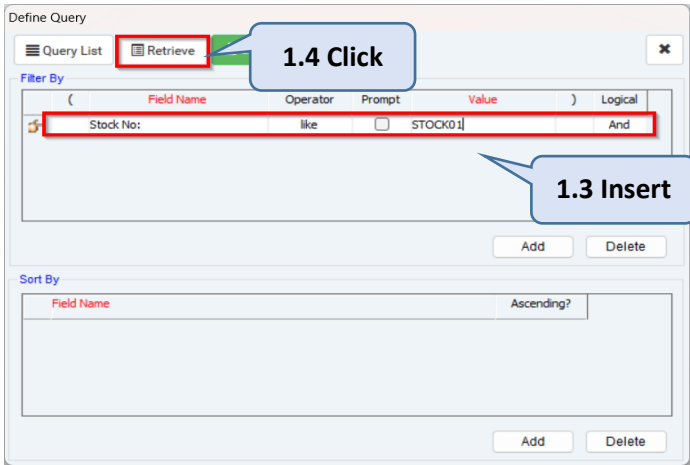 Define Query
Query List Retrieve 1.4 Click
Filter By
( Field Name Operator Prompt Value ) Logical
Stock No: like STOCK01 And
1.3 Insert
Add Delete
Sort By
Field Name Ascending?
Add Delete